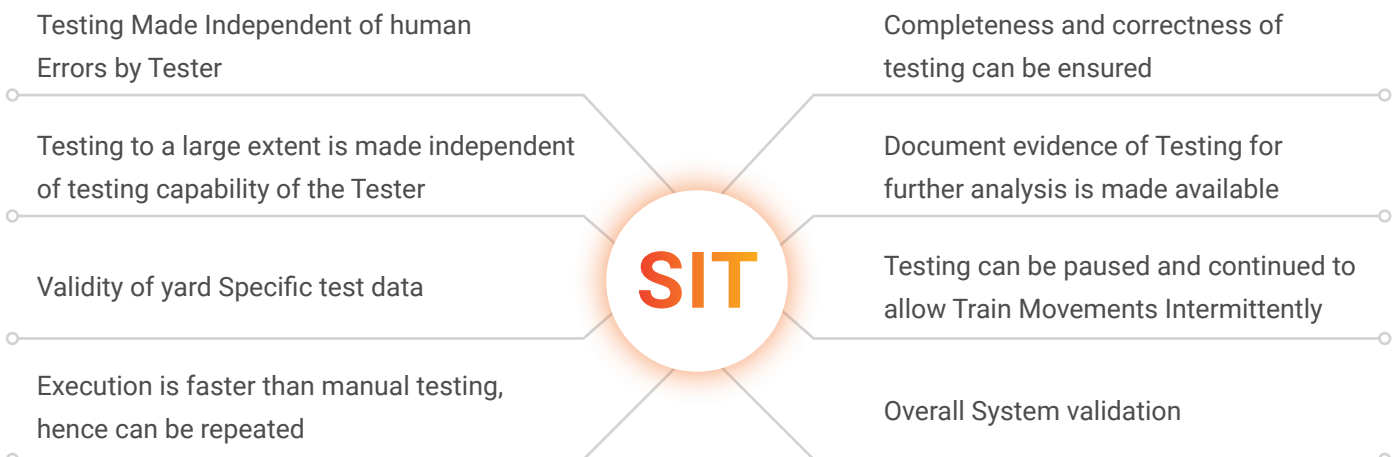 Testing Made Independent of human
Errors by Tester
Testing to a large extent is made independent
of testing capability of the Tester
Validity of yard Specific test data
Execution is faster than manual testing,
hence can be repeated
SIT
Completeness and correctness of
testing can be ensured
Document evidence of Testing for
further analysis is made available
Testing can be paused and continued to
allow Train Movements Intermittently
Overall System validation